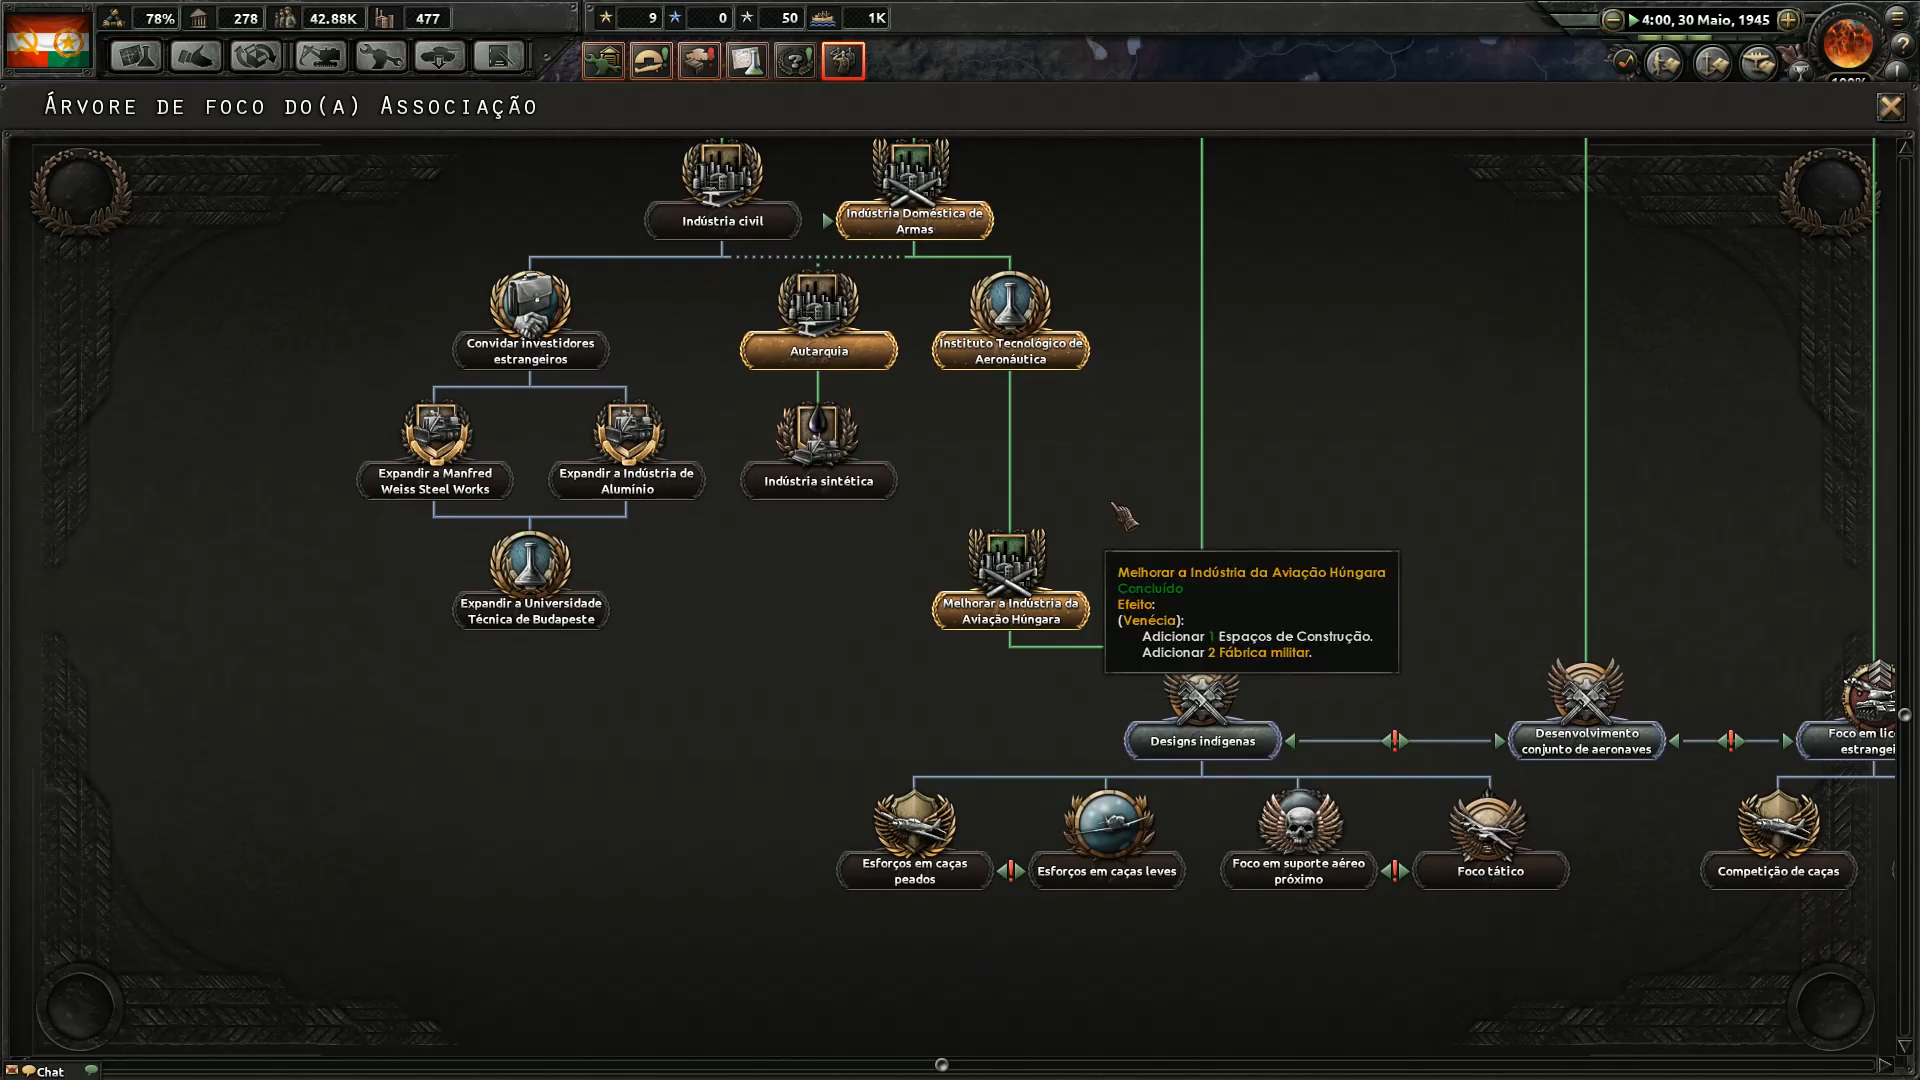 78%
278
42.88K
477
9
0
50
1K
4:00, 30 Maio, 1945
Árvore de foco do(a) Associação
Indústria civil
Indústria Doméstica de
Armas
Convidar investidores
estrangeiros
Autarquia
Instituto Tecnológico de
Aeronáutica
Expandir a Manfred
Weiss Steel Works
Expandir a Indústria de
Alumínio
Indústria sintética
Expandir a Universidade
Técnica de Budapeste
Melhorar a Indústria da
Aviação Húngara
Melhorar a Indústria da Aviação Húngara
Concluído
Efeito:
(Venécia):
Adicionar 1 Espaços de Construção.
Adicionar 2 Fábrica militar.
Designs indígenas
Desenvolvimento
conjunto de aeronaves
Foco em lic
estrangei
Esforços em caças
peados
Esforços em caças leves
Foco em suporte aéreo
próximo
Foco tático
Competição de caças
Chat